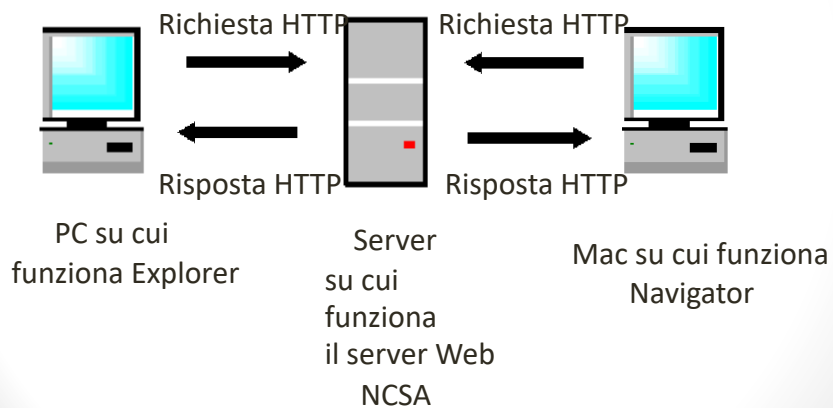 Richiesta HTTP
Richiesta HTTP
Risposta HTTP
Risposta HTTP
PC su cui
funziona Explorer
Server
su cui
funziona
il server Web
NCSA
Mac su cui funziona
Navigator